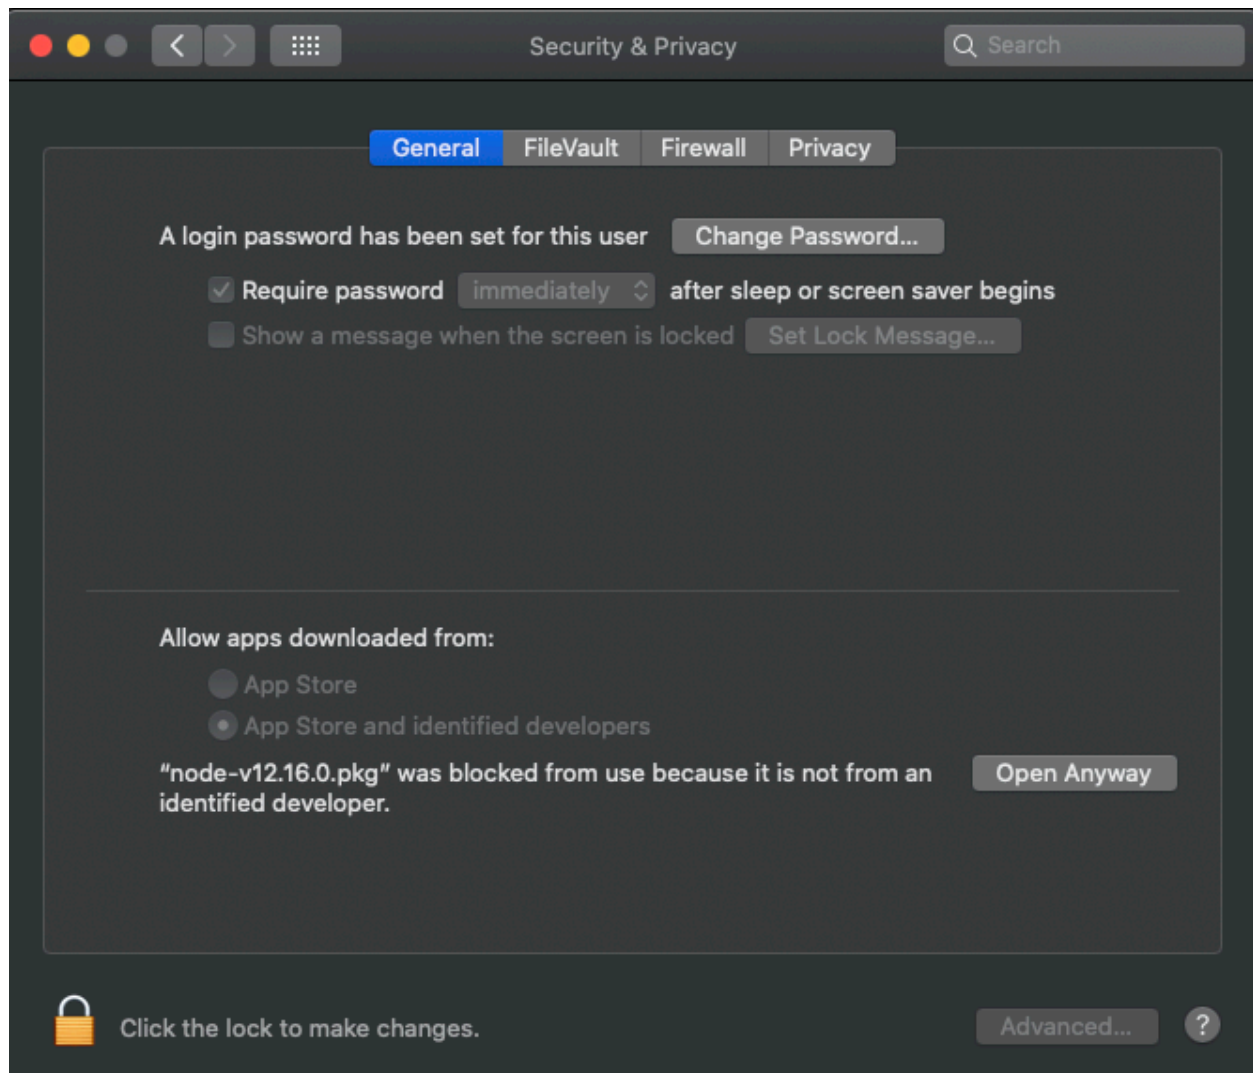 Security & Privacy
Search
General FileVault Firewall Privacy
A login password has been set for this user Change Password...
Require password immediately after sleep or screen saver begins
Show a message when the screen is locked Set Lock Message...
Allow apps downloaded from:
App Store
App Store and identified developers
“node-v12.16.0.pkg” was blocked from use because it is not from an Open Anyway
identified developer.
Click the lock to make changes.
Advanced... ?